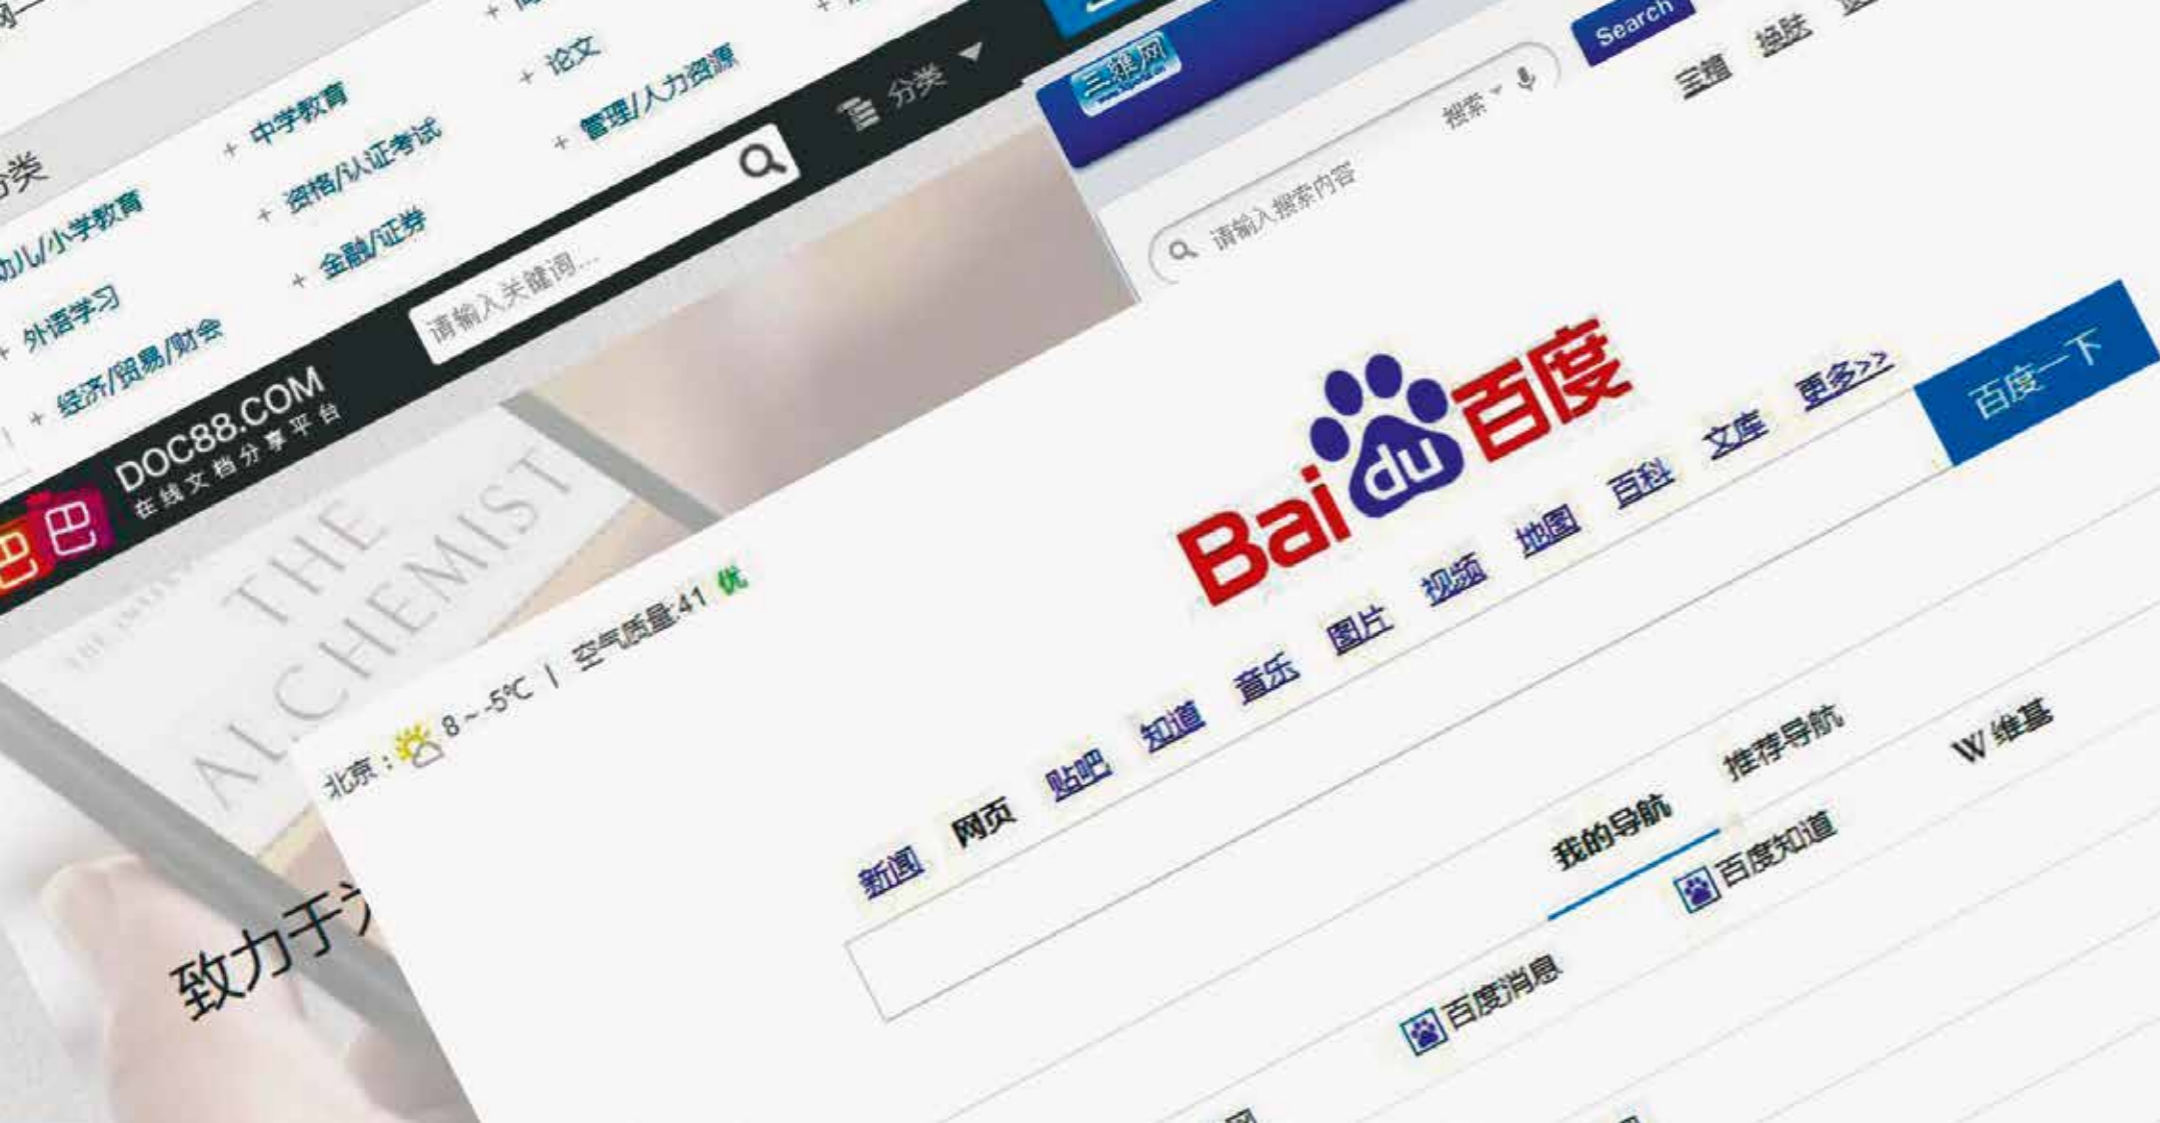 分类
+ 中学教育
+ 论文
幼儿/小学教育
+ 资格/认证考试
+ 管理/人力资源
+ 外语学习
+ 金融/证券
+ 经济/贸易/财会
DOC88.COM
在线文档分享平台
请输入关键词...
分类
巴
THE
ALCHEMIST
致力于
三维网
Search
搜索
请输入搜索内容
宝箱 换肤
北京： 8～-5℃ | 空气质量:41 优
Bai du 百度
新闻 网页 贴吧 知道 音乐 图片 视频 地图 百科 文库 更多>>
百度一下
我的导航 推荐导航
百度消息 百度知道 W 维基